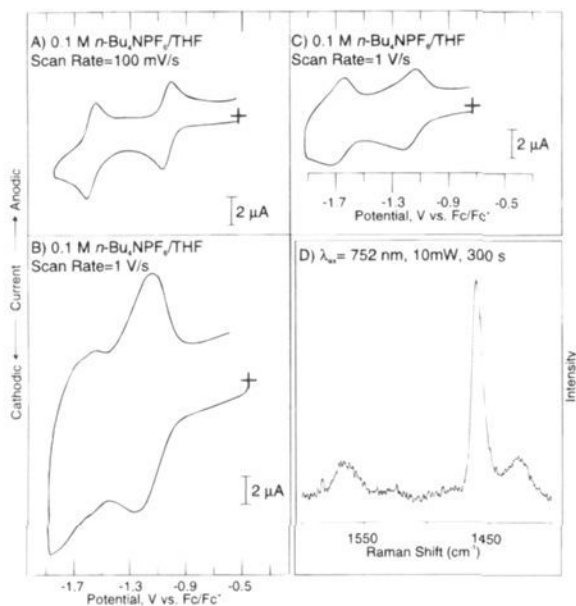 A) 0.1 M n-Bu₄NPF₆/THF
Scan Rate=100 mV/s
2 µA
C) 0.1 M n-Bu₄NPF₆/THF
Scan Rate=1 V/s
2 µA
-1.7 -1.3 -0.9 -0.5
Potential, V vs. Fc/Fc⁺
B) 0.1 M n-Bu₄NPF₆/THF
Scan Rate=1 V/s
2 µA
-1.7 -1.3 -0.9 -0.5
Potential, V vs. Fc/Fc⁺
Cathodic Current Anodic
D) λex= 752 nm, 10mW, 300 s
Intensity
1550 1450
Raman Shift (cm⁻¹)